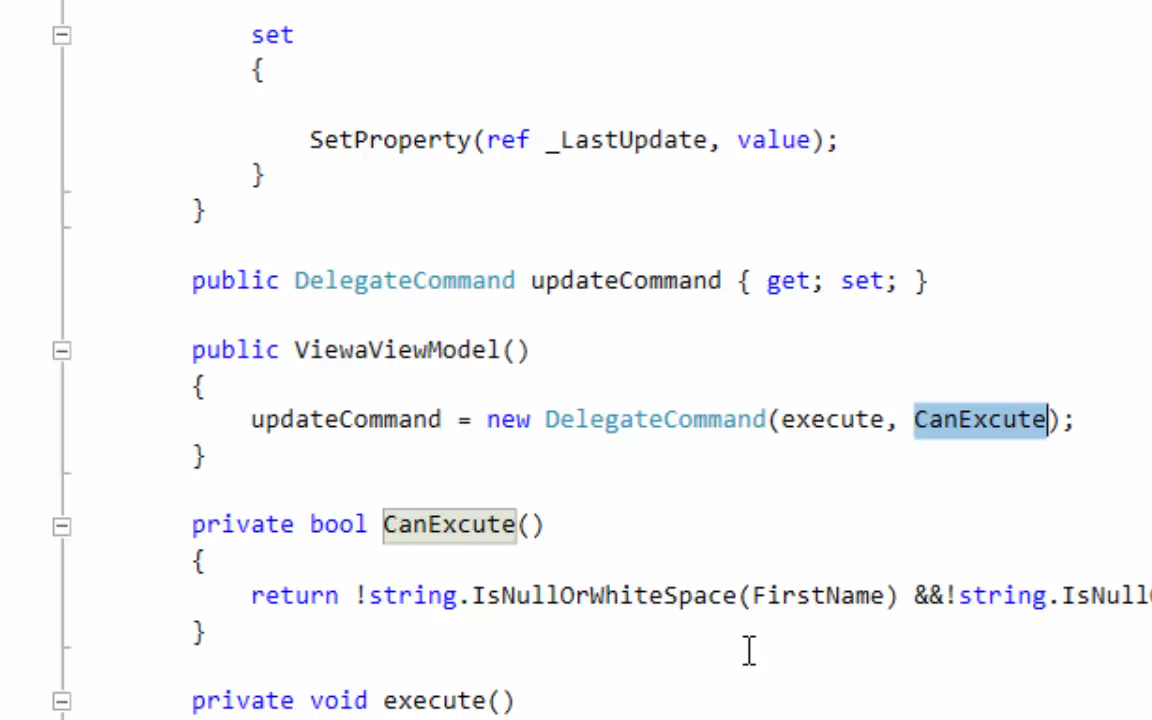 set
{
SetProperty(ref _LastUpdate, value);
}
}
public DelegateCommand updateCommand { get; set; }
public ViewaViewModel()
{
updateCommand = new DelegateCommand(execute, CanExcute);
}
private bool CanExcute()
{
return !string.IsNullOrWhiteSpace(FirstName) &&!string.IsNull
}
private void execute()